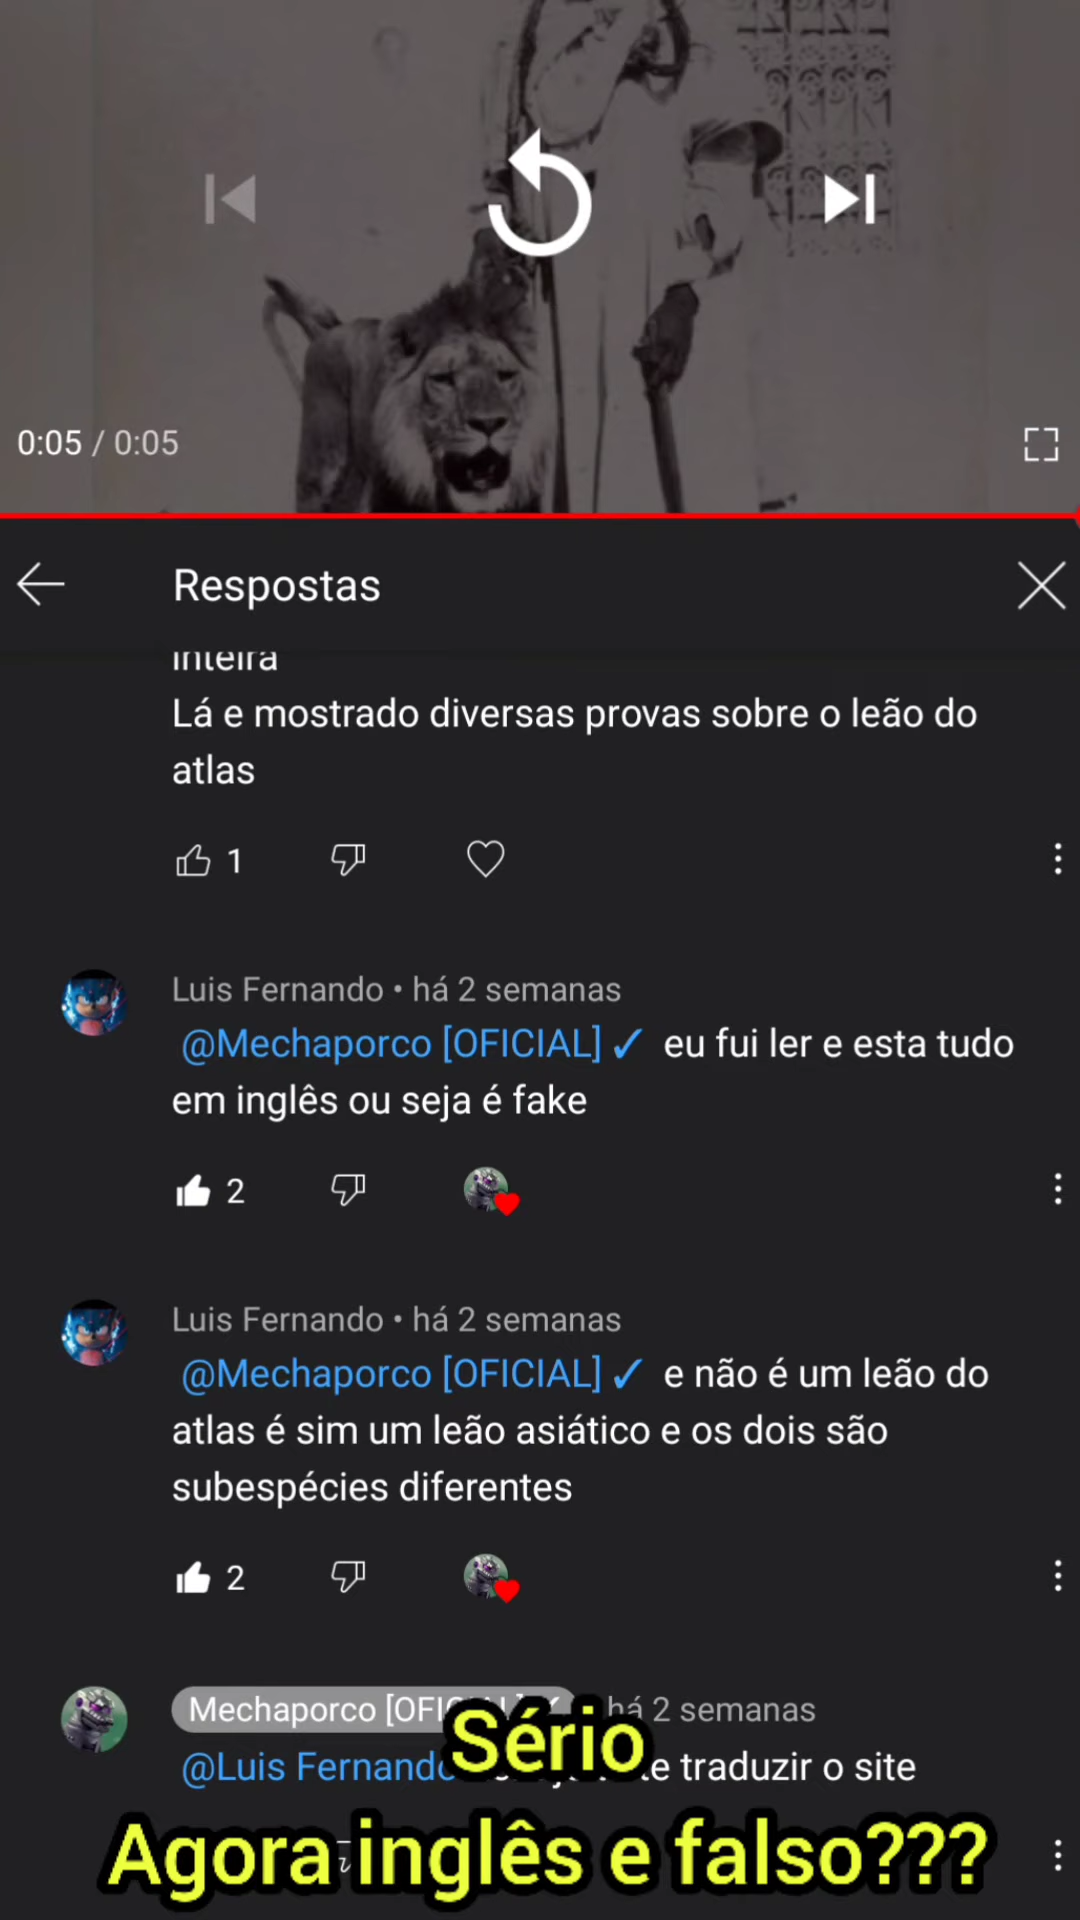 0:05 / 0:05
Respostas
inteira
Lá e mostrado diversas provas sobre o leão do
atlas
1
Luis Fernando • há 2 semanas
@Mechaporco [OFICIAL] ✓ eu fui ler e esta tudo
em inglês ou seja é fake
2
Luis Fernando • há 2 semanas
@Mechaporco [OFICIAL] ✓ e não é um leão do
atlas é sim um leão asiático e os dois são
subespécies diferentes
2
Mechaporco há 2 semanas
@Luis Fernando traduzir o site
Sério
Agora inglês e falso???